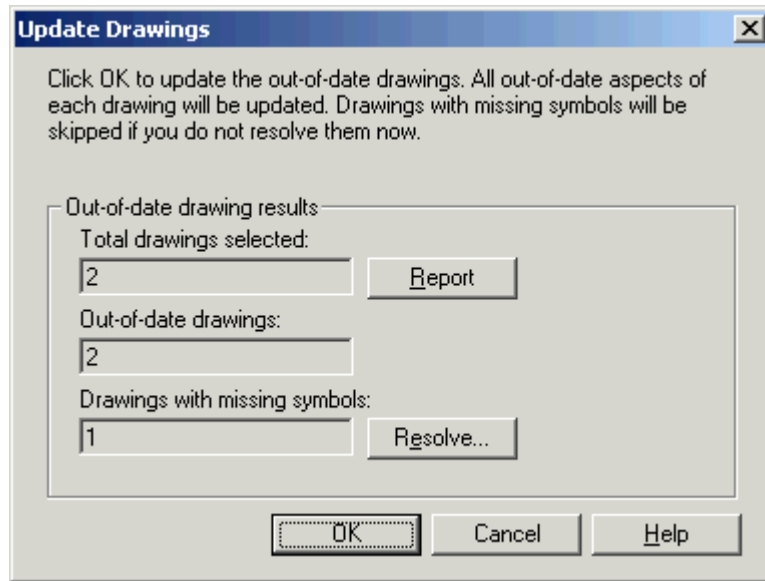 Update Drawings
Click OK to update the out-of-date drawings. All out-of-date aspects of
each drawing will be updated. Drawings with missing symbols will be
skipped if you do not resolve them now.
Out-of-date drawing results
Total drawings selected:
2 Report
Out-of-date drawings:
2
Drawings with missing symbols:
1 Resolve...
OK Cancel Help